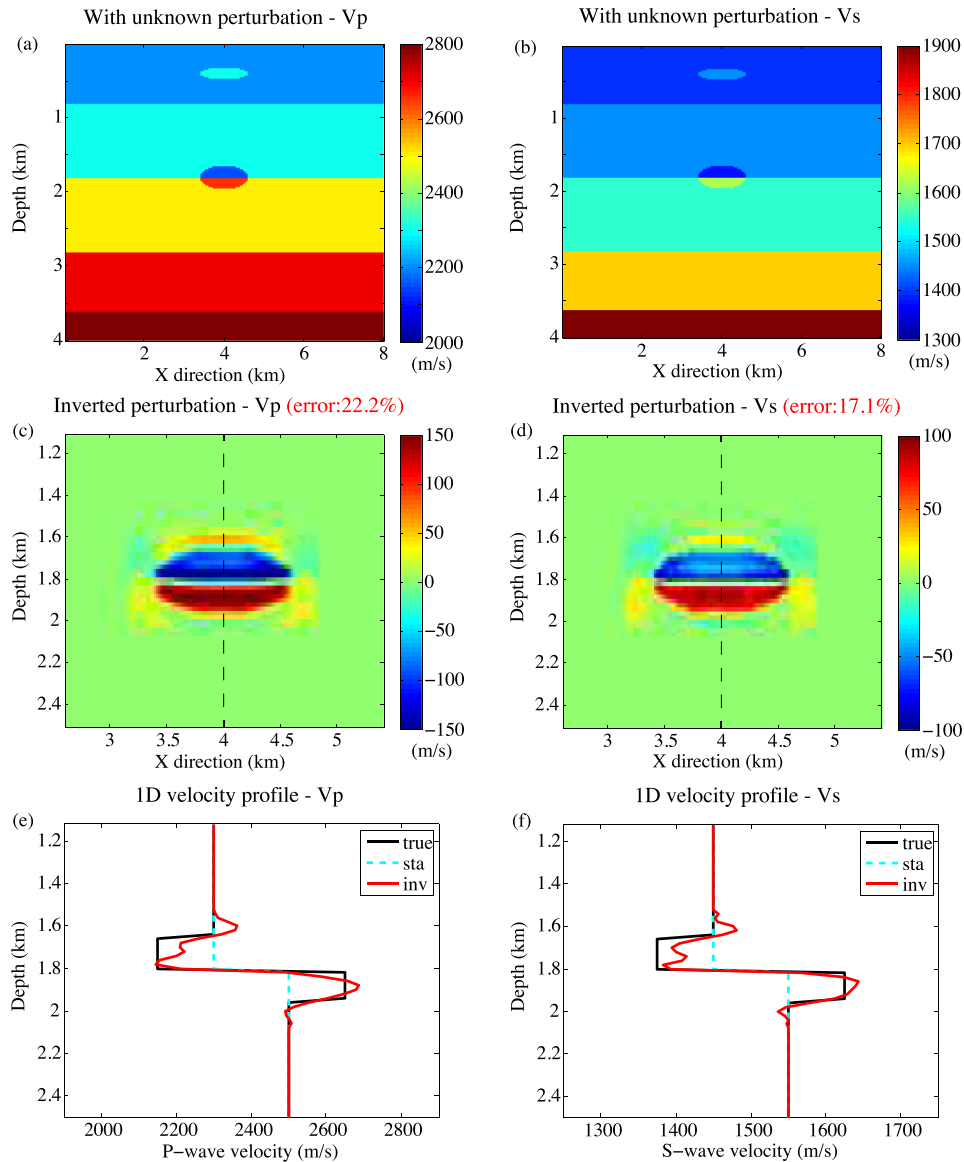 With unknown perturbation - Vp
(a)
Depth (km)
1
2
3
4
2
4
6
8
X direction (km)
2800
2600
2400
2200
2000
(m/s)
With unknown perturbation - Vs
(b)
Depth (km)
1
2
3
4
2
4
6
8
X direction (km)
1900
1800
1700
1600
1500
1400
1300
(m/s)
Inverted perturbation - Vp (error:22.2%)
(c)
Depth (km)
1.2
1.4
1.6
1.8
2
2.2
2.4
3
3.5
4
4.5
5
X direction (km)
150
100
50
0
−50
−100
−150
(m/s)
Inverted perturbation - Vs (error:17.1%)
(d)
Depth (km)
1.2
1.4
1.6
1.8
2
2.2
2.4
3
3.5
4
4.5
5
X direction (km)
100
50
0
−50
−100
(m/s)
1D velocity profile - Vp
(e)
Depth (km)
1.2
1.4
1.6
1.8
2
2.2
2.4
true
sta
inv
2000
2200
2400
2600
2800
P−wave velocity (m/s)
1D velocity profile - Vs
(f)
Depth (km)
1.2
1.4
1.6
1.8
2
2.2
2.4
true
sta
inv
1300
1400
1500
1600
1700
S−wave velocity (m/s)